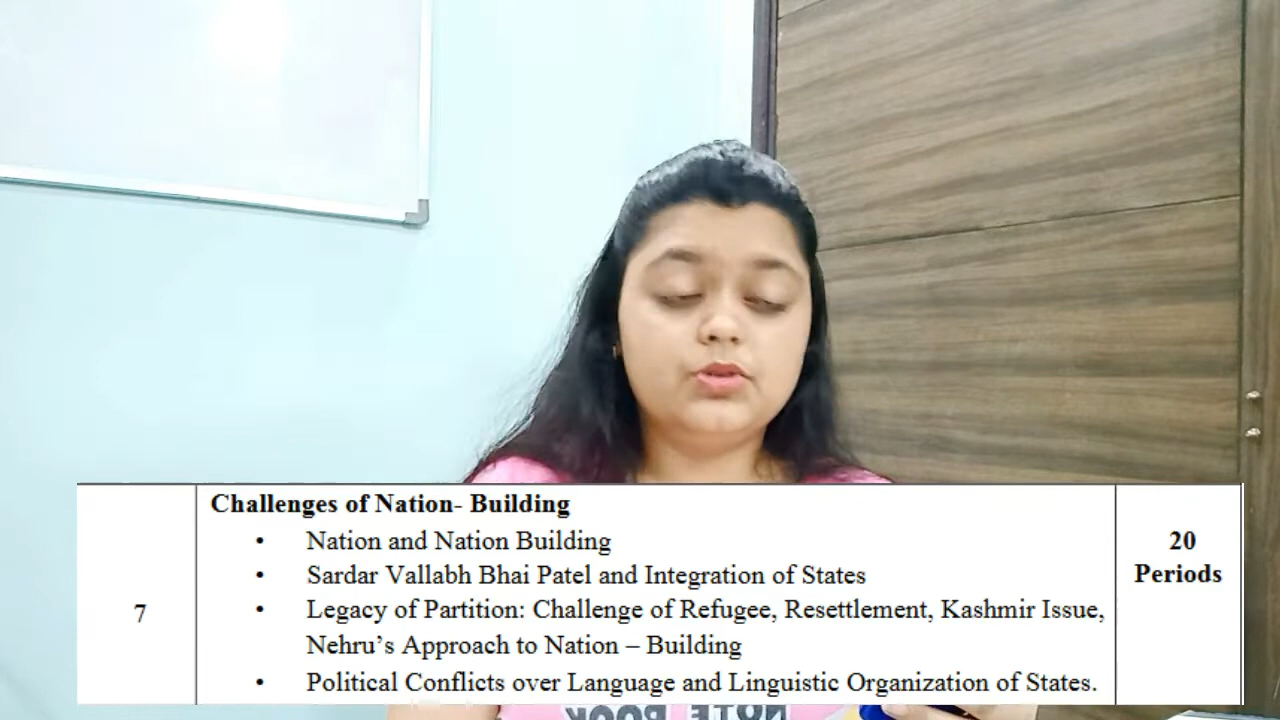 Challenges of Nation- Building
• Nation and Nation Building
20
• Sardar Vallabh Bhai Patel and Integration of States
Periods
7
• Legacy of Partition: Challenge of Refugee, Resettlement, Kashmir Issue,
Nehru's Approach to Nation – Building
• Political Conflicts over Language and Linguistic Organization of States.
NOTE BOOK